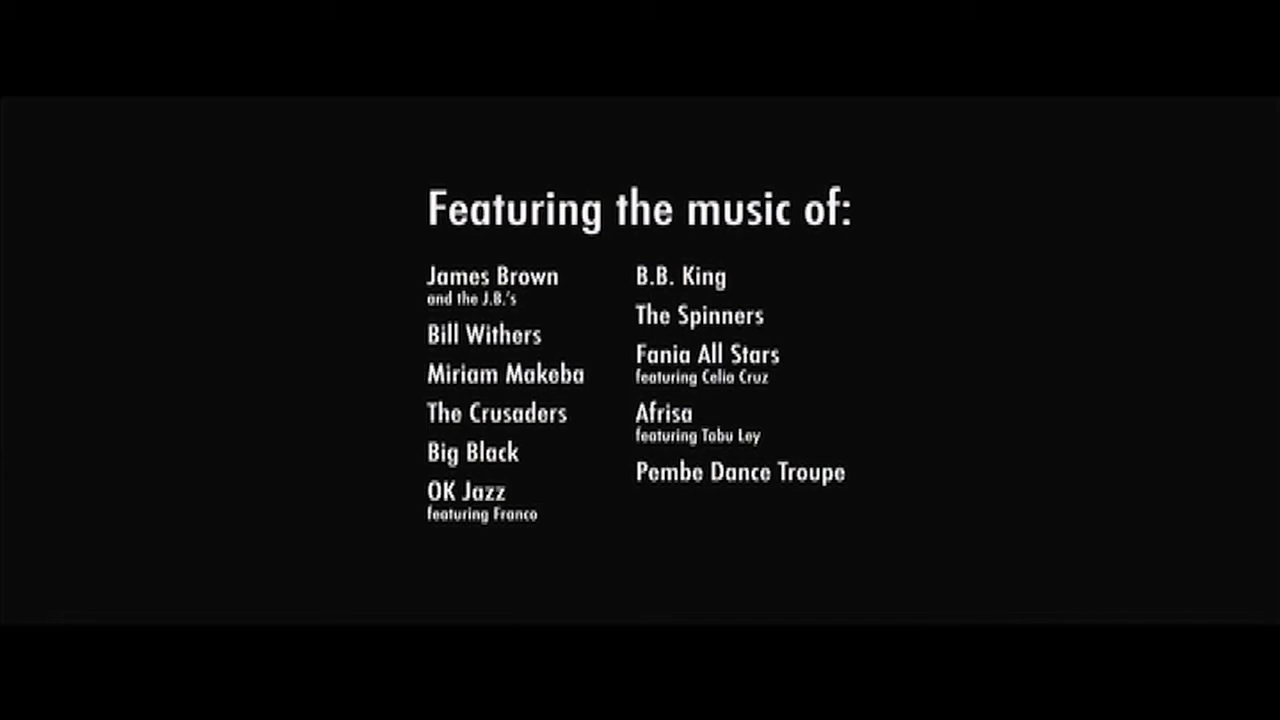 Featuring the music of:
James Brown
and the J.B.'s
Bill Withers
Miriam Makeba
The Crusaders
Big Black
OK Jazz
featuring Franco
B.B. King
The Spinners
Fania All Stars
featuring Celia Cruz
Afrisa
featuring Tabu Ley
Pembe Dance Troupe